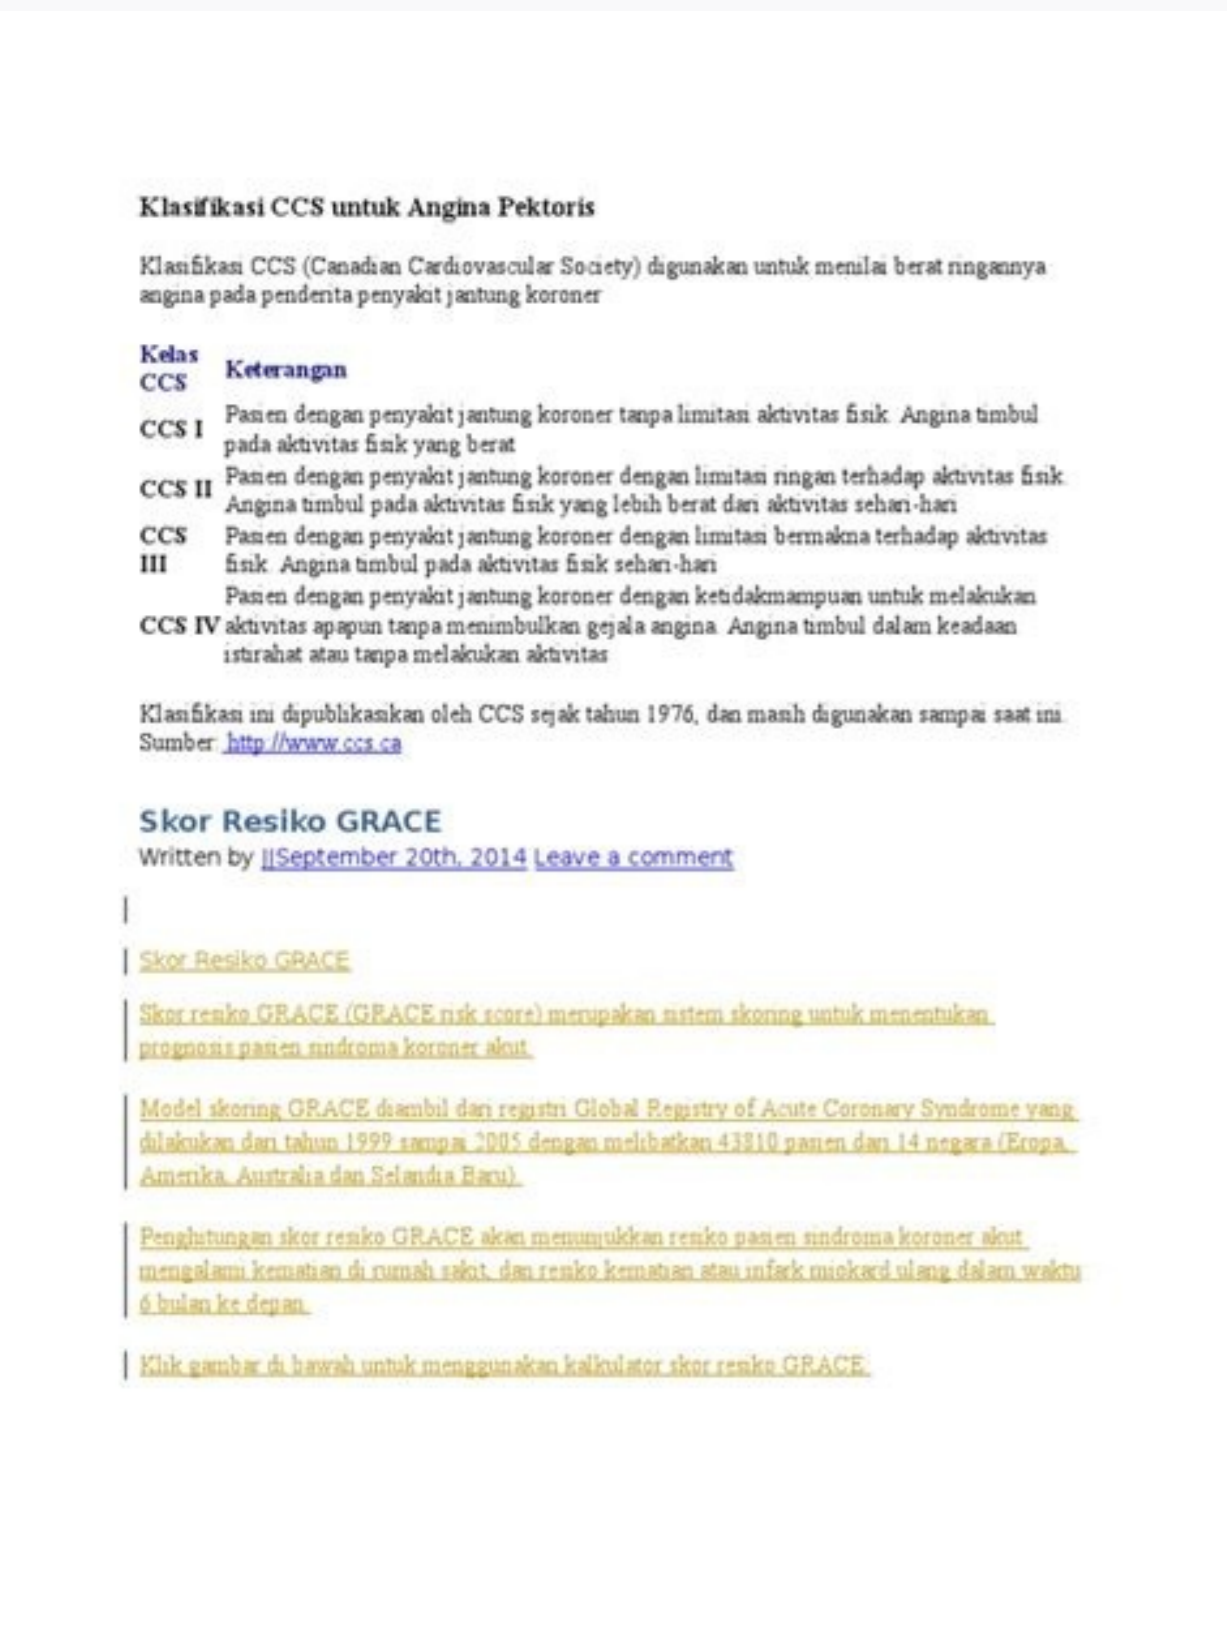 Klasifikasi CCS untuk Angina Pektoris
Klasifikasi CCS (Canadian Cardiovascular Society) digunakan untuk menilai berat ringannya
angina pada penderita penyakit jantung koroner
Kelas
CCS
Keterangan
CCS I
Pasien dengan penyakit jantung koroner tanpa limitasi aktivitas fisik. Angina timbul
pada aktivitas fisik yang berat
CCS II
Pasien dengan penyakit jantung koroner dengan limitasi ringan terhadap aktivitas fisik.
Angina timbul pada aktivitas fisik yang lebih berat dari aktivitas sehari-hari
CCS
III
Pasien dengan penyakit jantung koroner dengan limitasi bermakna terhadap aktivitas
fisik. Angina timbul pada aktivitas fisik sehari-hari
CCS IV
Pasien dengan penyakit jantung koroner dengan ketidakmampuan untuk melakukan
aktivitas apapun tanpa menimbulkan gejala angina. Angina timbul dalam keadaan
istirahat atau tanpa melakukan aktivitas
Klasifikasi ini dipublikasikan oleh CCS sejak tahun 1976, dan masih digunakan sampai saat ini.
Sumber: http://www.ccs.ca
Skor Resiko GRACE
Written by ||September 20th, 2014 Leave a comment
Skor Resiko GRACE
Skor resiko GRACE (GRACE risk score) merupakan sistem skoring untuk menentukan
prognosis pasien sindroma koroner akut.
Model skoring GRACE diambil dari registri Global Registry of Acute Coronary Syndrome yang
dilakukan dari tahun 1999 sampai 2005 dengan melibatkan 43810 pasien dari 14 negara (Eropa,
Amerika, Australia dan Selandia Baru).
Penghitungan skor resiko GRACE akan menunjukkan resiko pasien sindroma koroner akut
mengalami kematian di rumah sakit, dan resiko kematian atau infark miokard ulang dalam waktu
6 bulan ke depan.
Klik gambar di bawah untuk menggunakan kalkulator skor resiko GRACE.